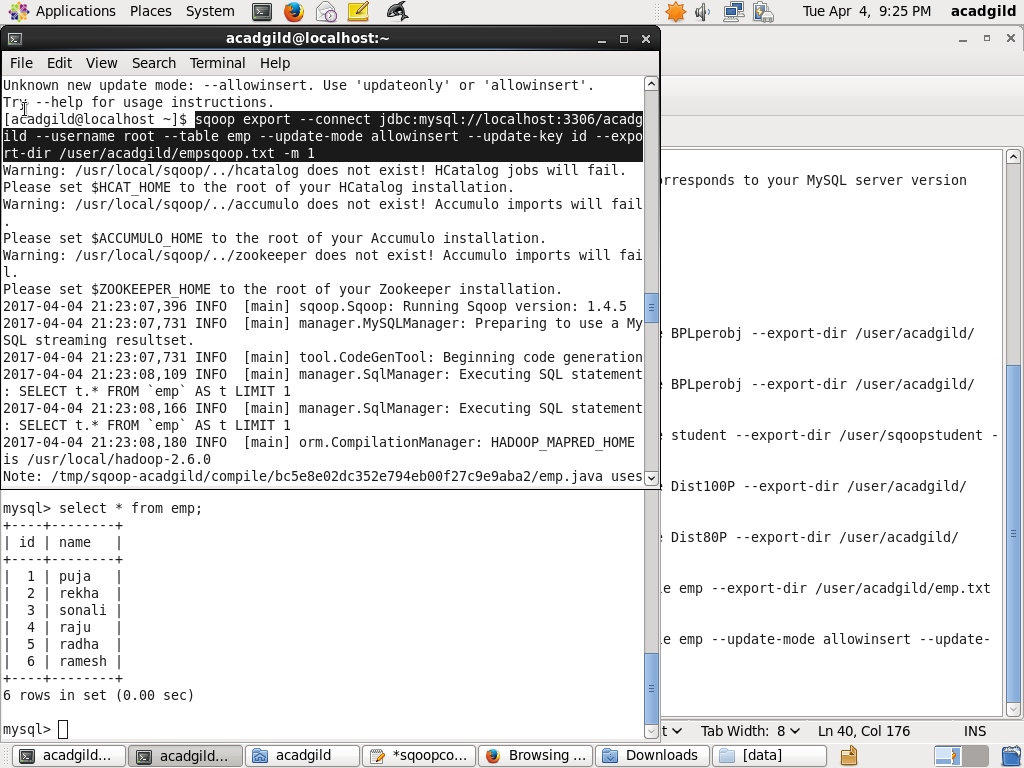 Applications Places System Tue Apr 4, 9:25 PM acadgild
acadgild@localhost:~
File Edit View Search Terminal Help
Unknown new update mode: --allowinsert. Use 'updateonly' or 'allowinsert'.
Try --help for usage instructions.
[acadgild@localhost ~]$ sqoop export --connect jdbc:mysql://localhost:3306/acadg
ild --username root --table emp --update-mode allowinsert --update-key id --expo
rt-dir /user/acadgild/empsqoop.txt -m 1
Warning: /usr/local/sqoop/../hcatalog does not exist! HCatalog jobs will fail.
Please set $HCAT_HOME to the root of your HCatalog installation.
Warning: /usr/local/sqoop/../accumulo does not exist! Accumulo imports will fail
.
Please set $ACCUMULO_HOME to the root of your Accumulo installation.
Warning: /usr/local/sqoop/../zookeeper does not exist! Accumulo imports will fai
l.
Please set $ZOOKEEPER_HOME to the root of your Zookeeper installation.
2017-04-04 21:23:07,396 INFO  [main] sqoop.Sqoop: Running Sqoop version: 1.4.5
2017-04-04 21:23:07,731 INFO  [main] manager.MySQLManager: Preparing to use a My
SQL streaming resultset.
2017-04-04 21:23:07,731 INFO  [main] tool.CodeGenTool: Beginning code generation
2017-04-04 21:23:08,109 INFO  [main] manager.SqlManager: Executing SQL statement
: SELECT t.* FROM `emp` AS t LIMIT 1
2017-04-04 21:23:08,166 INFO  [main] manager.SqlManager: Executing SQL statement
: SELECT t.* FROM `emp` AS t LIMIT 1
2017-04-04 21:23:08,180 INFO  [main] orm.CompilationManager: HADOOP_MAPRED_HOME
is /usr/local/hadoop-2.6.0
Note: /tmp/sqoop-acadgild/compile/bc5e8e02dc352e794eb00f27c9e9aba2/emp.java uses
mysql> select * from emp;
+----+--------+
| id | name   |
+----+--------+
|  1 | puja   |
|  2 | rekha  |
|  3 | sonali |
|  4 | raju   |
|  5 | radha  |
|  6 | ramesh |
+----+--------+
6 rows in set (0.00 sec)
mysql>
rresponds to your MySQL server version
BPLperobj --export-dir /user/acadgild/
BPLperobj --export-dir /user/acadgild/
student --export-dir /user/sqoopstudent -
Dist100P --export-dir /user/acadgild/
Dist80P --export-dir /user/acadgild/
e emp --export-dir /user/acadgild/emp.txt
e emp --update-mode allowinsert --update-
t Tab Width: 8 Ln 40, Col 176 INS
acadgild... acadgild... acadgild *sqoopco... Browsing ... Downloads [data]